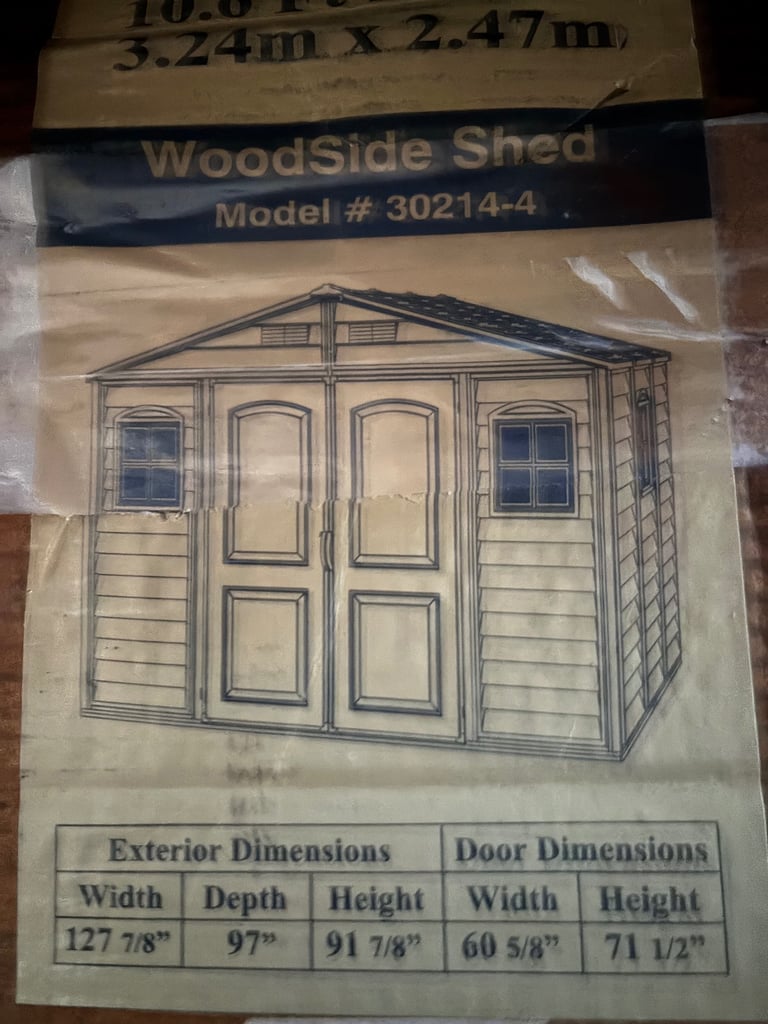 3.24m x 2.47m)
WoodSide Shed
Model # 30214-4
Exterior Dimensions Door Dimensions
Width Depth Height Width Height
127 7/8” 97” 91 7/8” 60 5/8” 71 1/2”